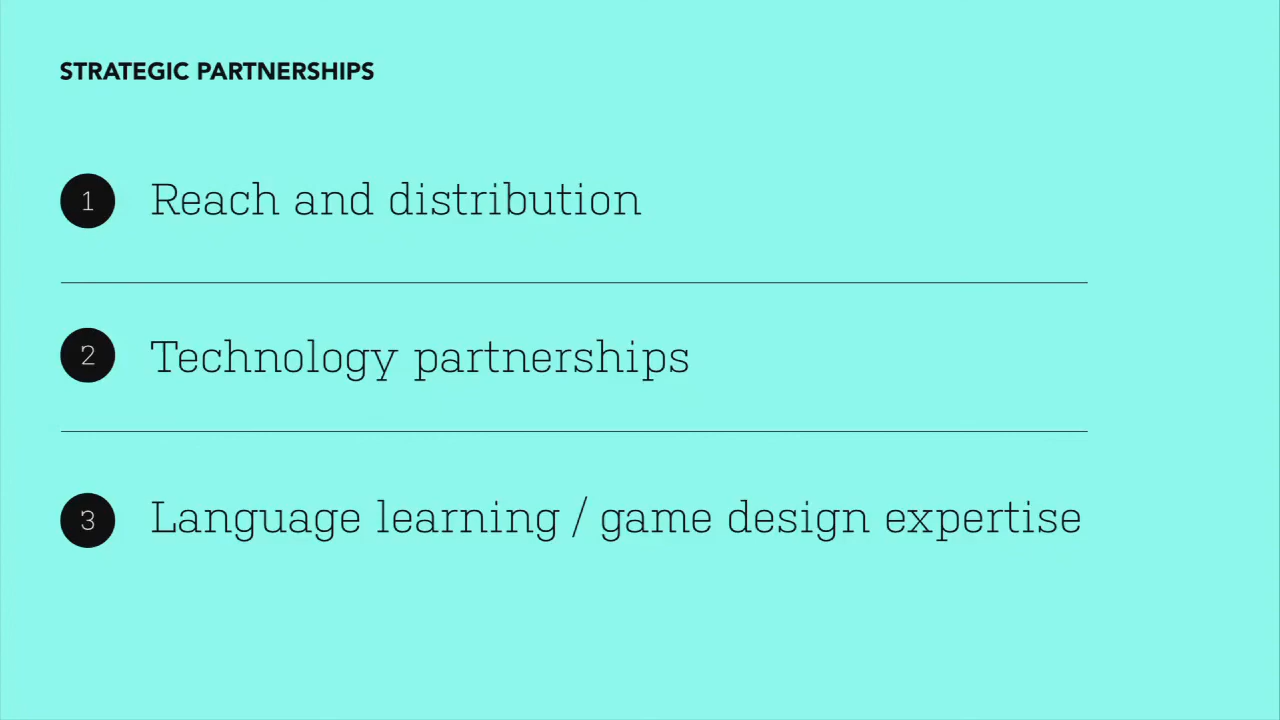 STRATEGIC PARTNERSHIPS
1 Reach and distribution
2 Technology partnerships
3 Language learning / game design expertise